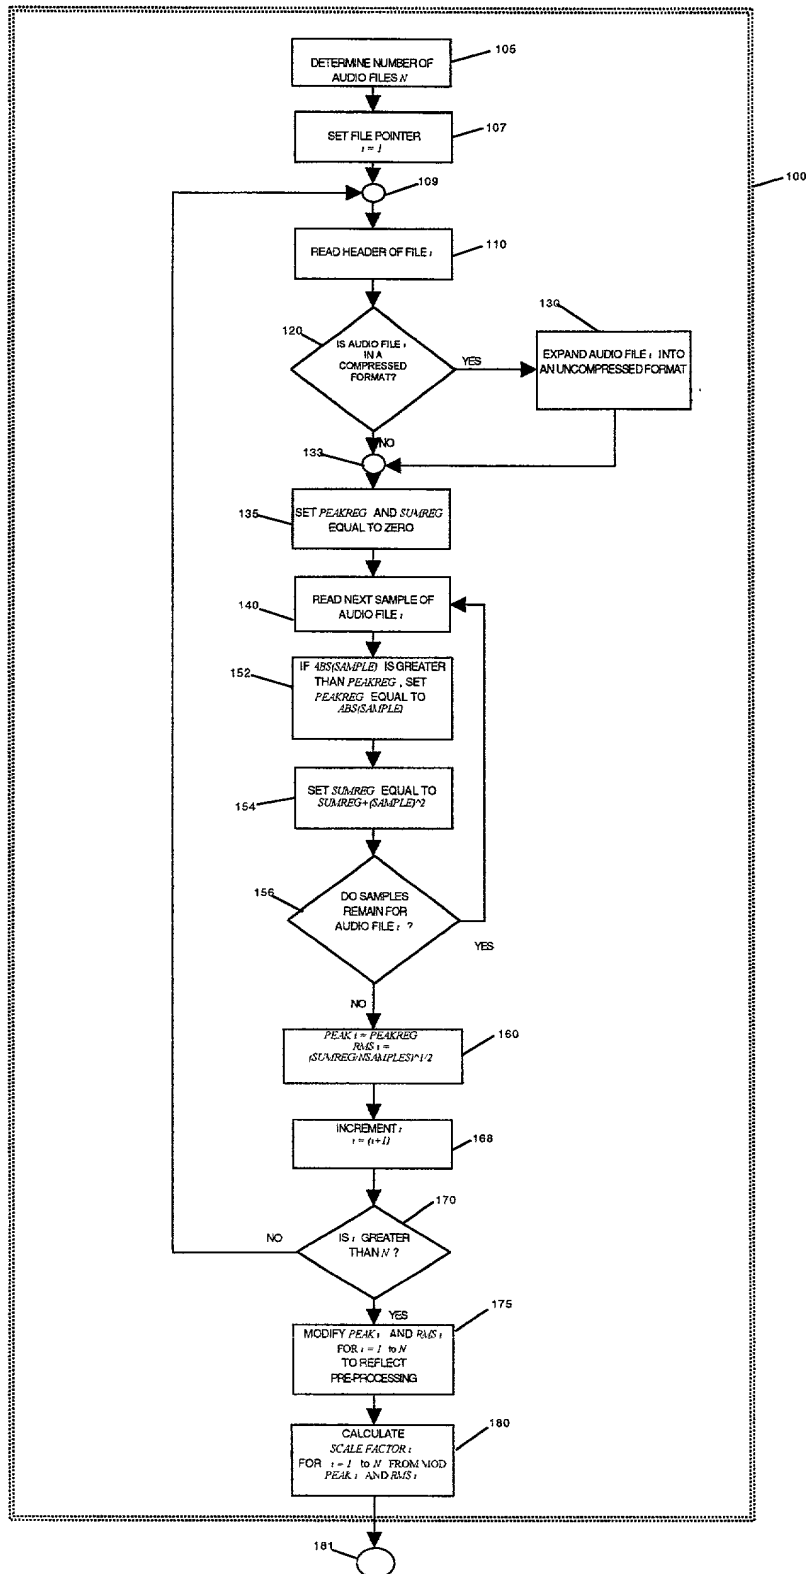 105
DETERMINE NUMBER OF
AUDIO FILES N
107
SET FILE POINTER
i = 1
109
100
READ HEADER OF FILE i
110
120
IS AUDIO FILE i
IN A
COMPRESSED
FORMAT?
YES
130
EXPAND AUDIO FILE i INTO
AN UNCOMPRESSED FORMAT
NO
133
135
SET PEAKREG AND SUMREG
EQUAL TO ZERO
140
READ NEXT SAMPLE OF
AUDIO FILE i
152
IF ABS(SAMPLE) IS GREATER
THAN PEAKREG, SET
PEAKREG EQUAL TO
ABS(SAMPLE)
154
SET SUMREG EQUAL TO
SUMREG+(SAMPLE)^2
156
DO SAMPLES
REMAIN FOR
AUDIO FILE i ?
YES
NO
160
PEAK i = PEAKREG
RMS i =
(SUMREG/NSAMPLES)^1/2
INCREMENT i
i = (i+1)
168
170
IS i GREATER
THAN N ?
NO
YES
175
MODIFY PEAK i AND RMS i
FOR i = 1 to N
TO REFLECT
PRE-PROCESSING
180
CALCULATE
SCALE FACTOR i
FOR i = 1 to N FROM MOD
PEAK i AND RMS i
181